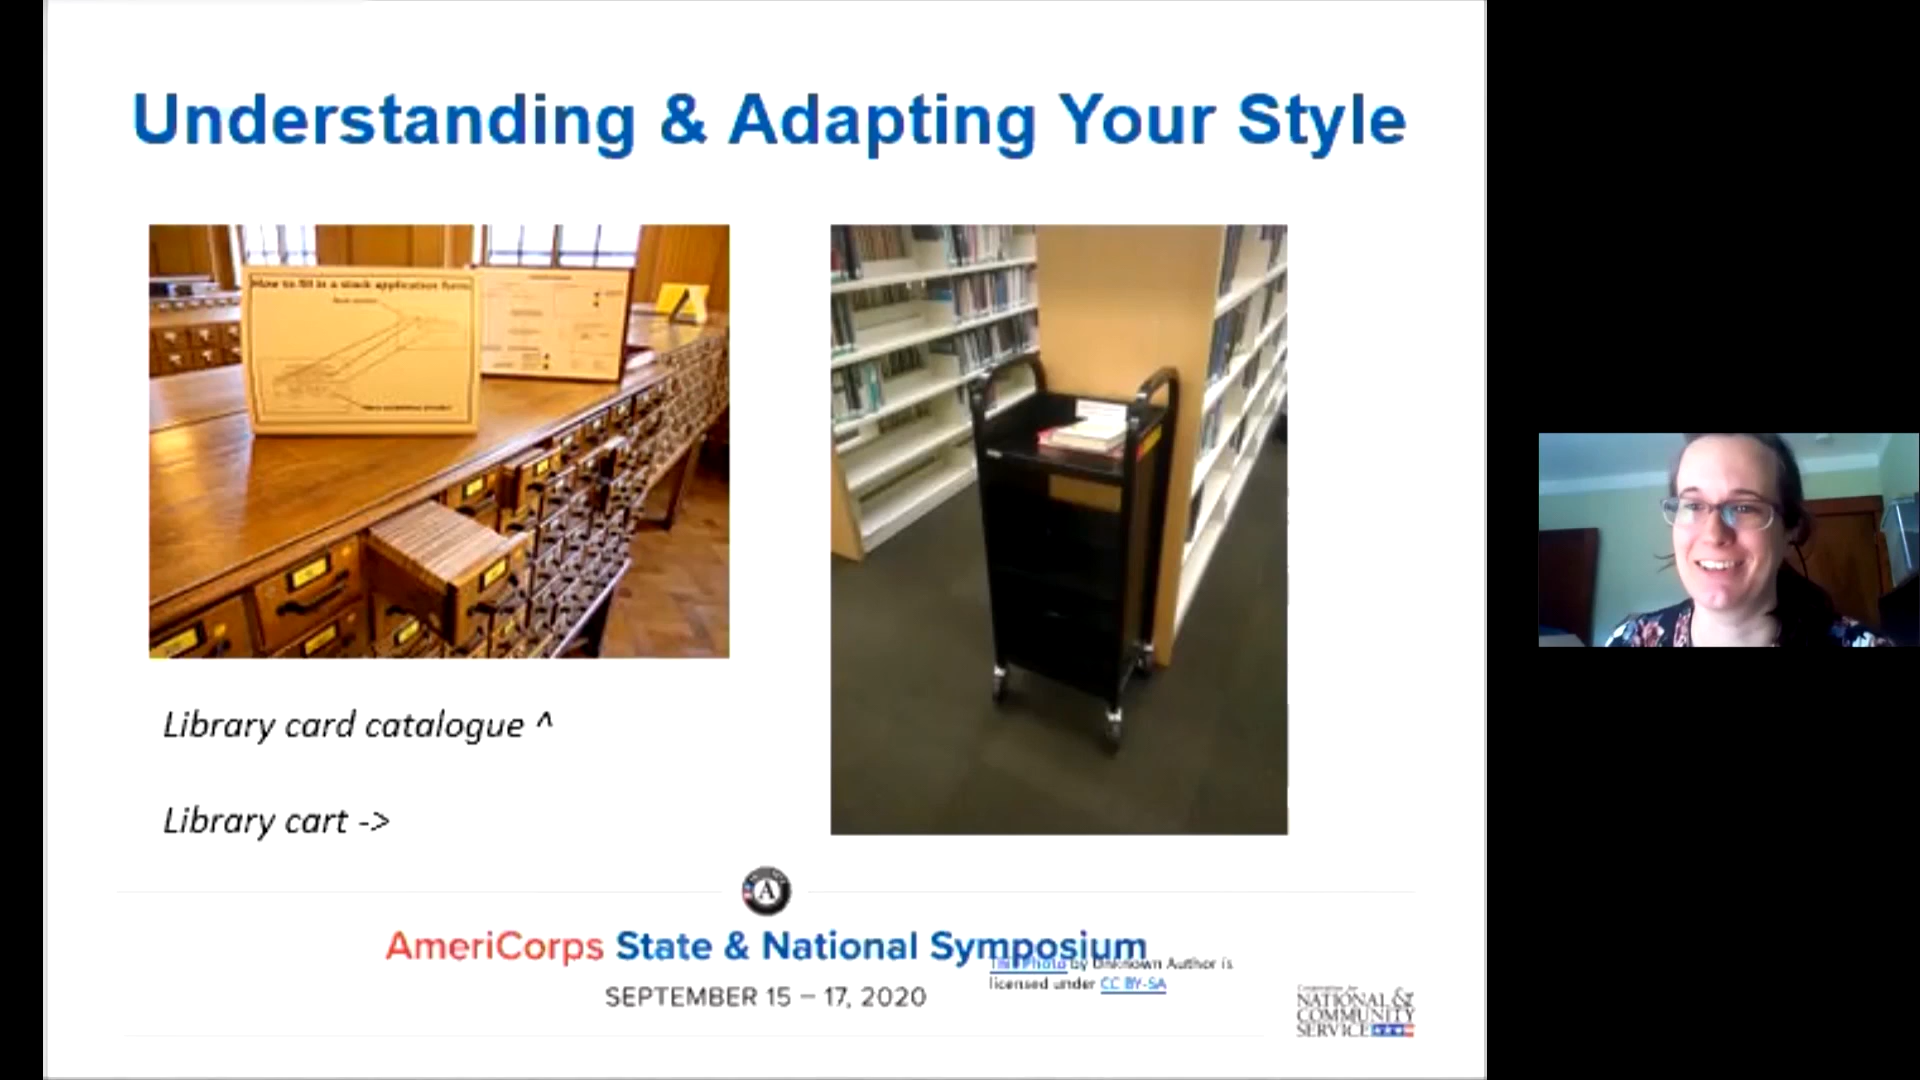 Understanding & Adapting Your Style
How to fill in a stack application form
Library card catalogue ^
Library cart ->
A
AmeriCorps State & National Symposium
This Photo by Unknown Author is
licensed under CC BY-SA
SEPTEMBER 15 – 17, 2020
NATIONAL &
COMMUNITY
SERVICE